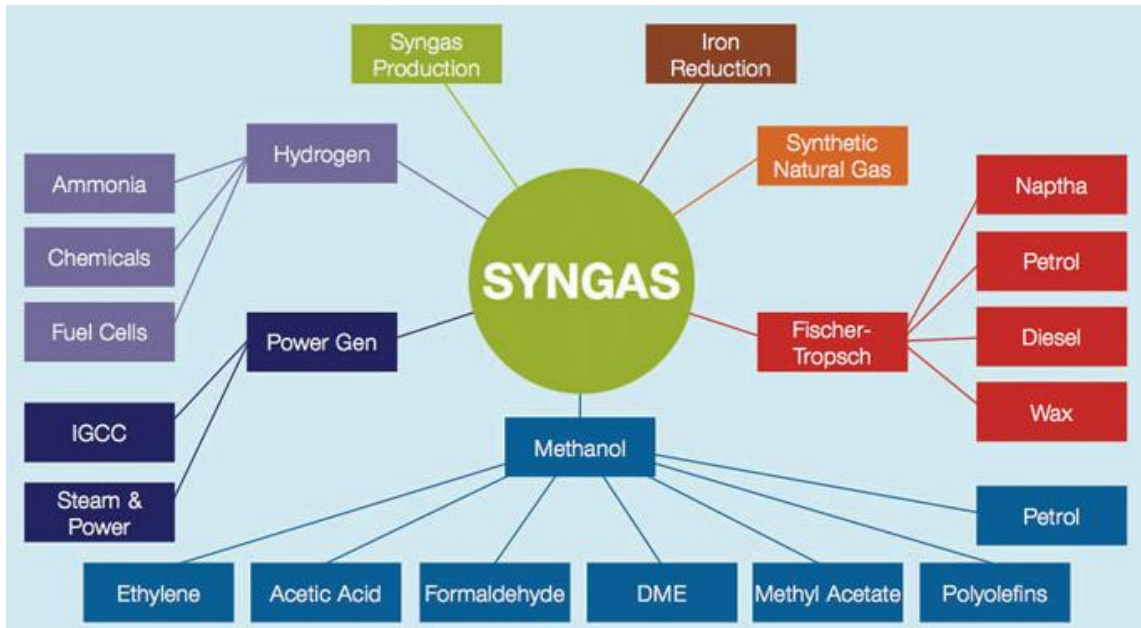 Syngas
Production
Iron
Reduction
Hydrogen
Synthetic
Natural Gas
Ammonia
Naptha
Chemicals
Petrol
SYNGAS
Fuel Cells
Power Gen
Fischer-
Tropsch
Diesel
IGCC
Wax
Methanol
Steam &
Power
Petrol
Ethylene
Acetic Acid
Formaldehyde
DME
Methyl Acetate
Polyolefins